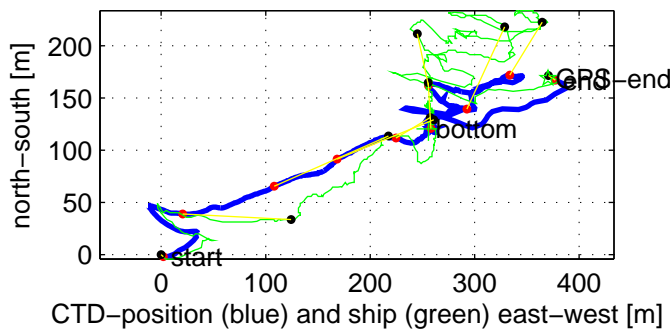 200
150
100
50
0
north−south [m]
GPS−end
end
bottom
start
0 100 200 300 400
CTD−position (blue) and ship (green) east−west [m]